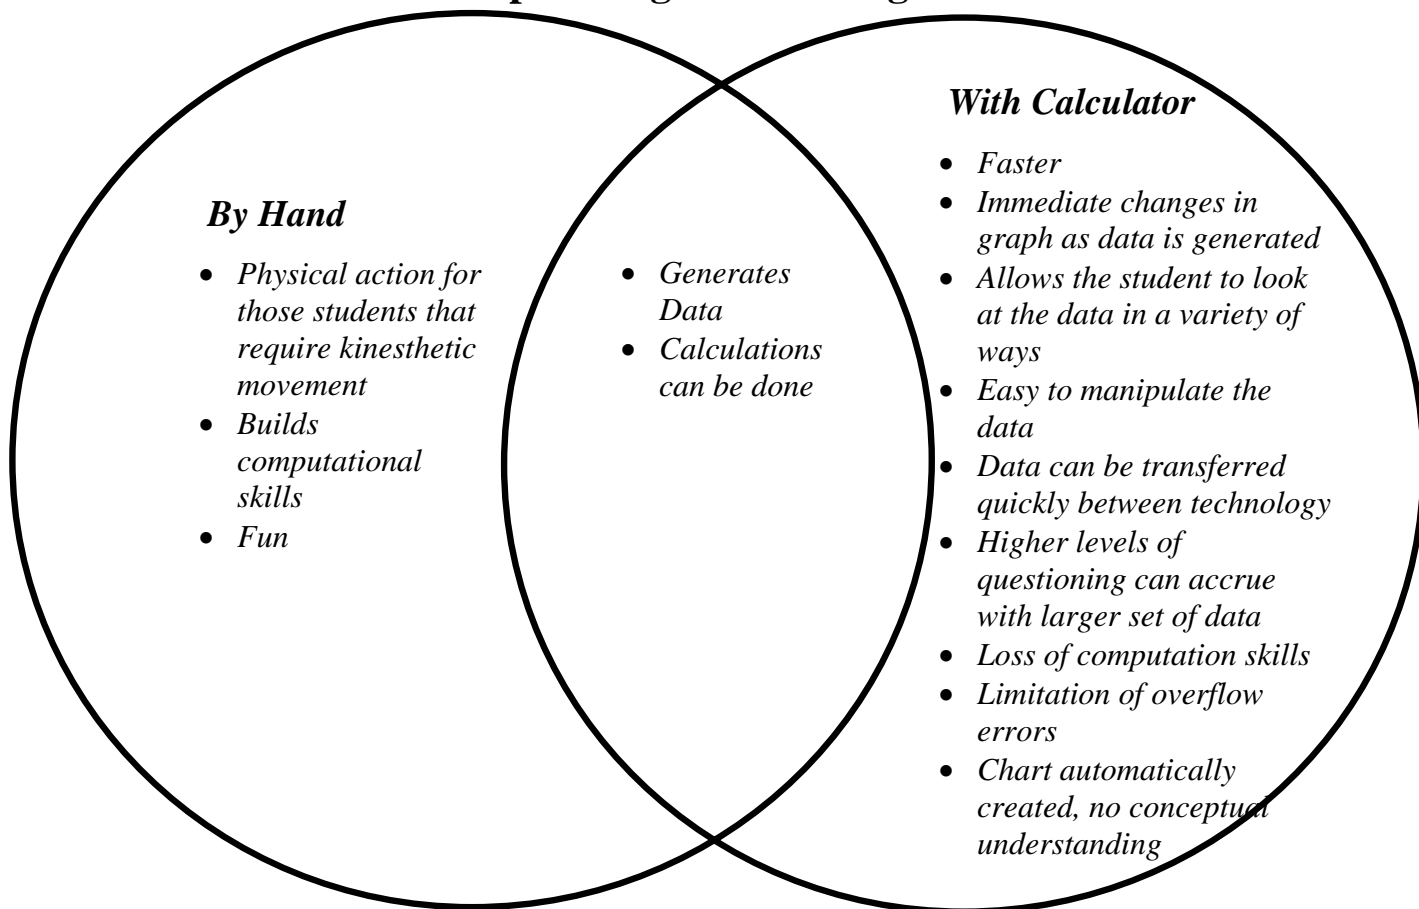 By Hand
• Physical action for
those students that
require kinesthetic
movement
• Builds
computational
skills
• Fun
• Generates
Data
• Calculations
can be done
With Calculator
• Faster
• Immediate changes in
graph as data is generated
• Allows the student to look
at the data in a variety of
ways
• Easy to manipulate the
data
• Data can be transferred
quickly between technology
• Higher levels of
questioning can accrue
with larger set of data
• Loss of computation skills
• Limitation of overflow
errors
• Chart automatically
created, no conceptual
understanding